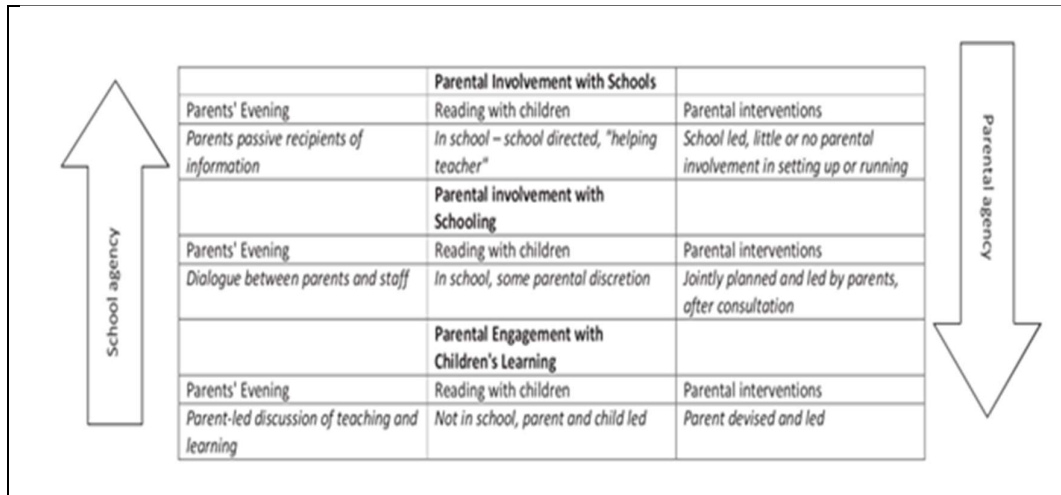 School agency
Parental Involvement with Schools
Parents' Evening
Reading with children
Parental interventions
Parents passive recipients of
information
In school – school directed, "helping
teacher"
School led, little or no parental
involvement in setting up or running
Parental involvement with
Schooling
Parents' Evening
Reading with children
Parental interventions
Dialogue between parents and staff
In school, some parental discretion
Jointly planned and led by parents,
after consultation
Parental Engagement with
Children's Learning
Parents' Evening
Reading with children
Parental interventions
Parent-led discussion of teaching and
learning
Not in school, parent and child led
Parent devised and led
Parental agency